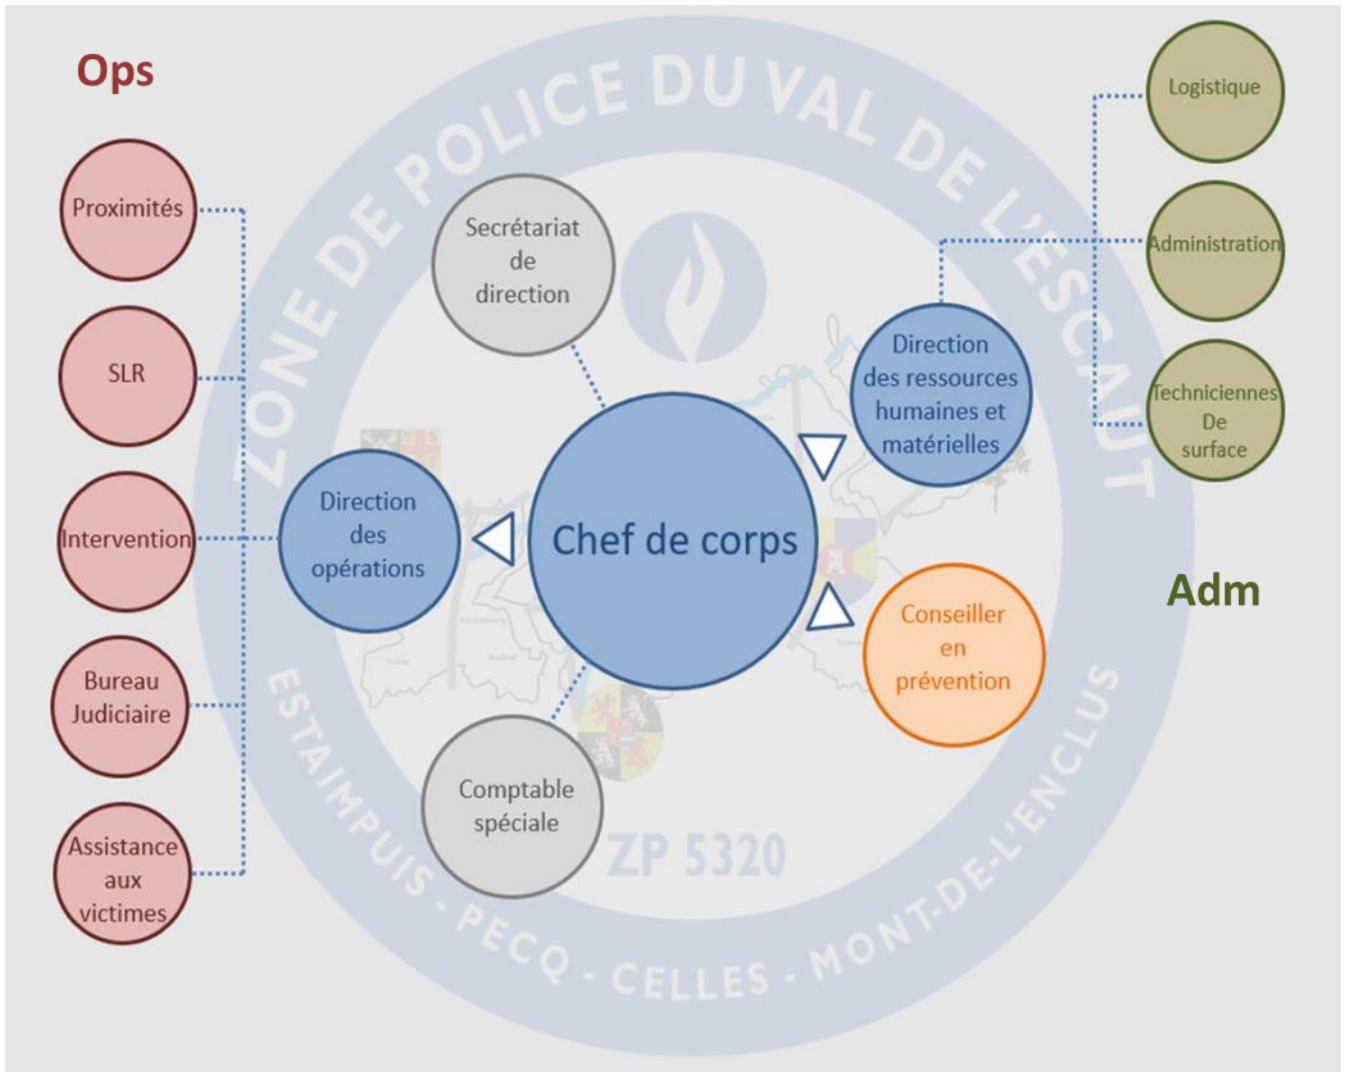 Ops
Proximités
SLR
Intervention
Bureau
Judiciaire
Assistance
aux
victimes
Direction
des
opérations
Secrétariat
de
direction
Chef de corps
Comptable
spéciale
Direction
des ressources
humaines et
matérielles
Conseiller
en
prévention
Logistique
Administration
Techniciennes
De
surface
Adm
ZONE DE POLICE DU VAL DE L'ESCAUT
ZP 5320
ESTAIMPUIS - PECQ - CELLES - MONT-DE-L'ENCLUS